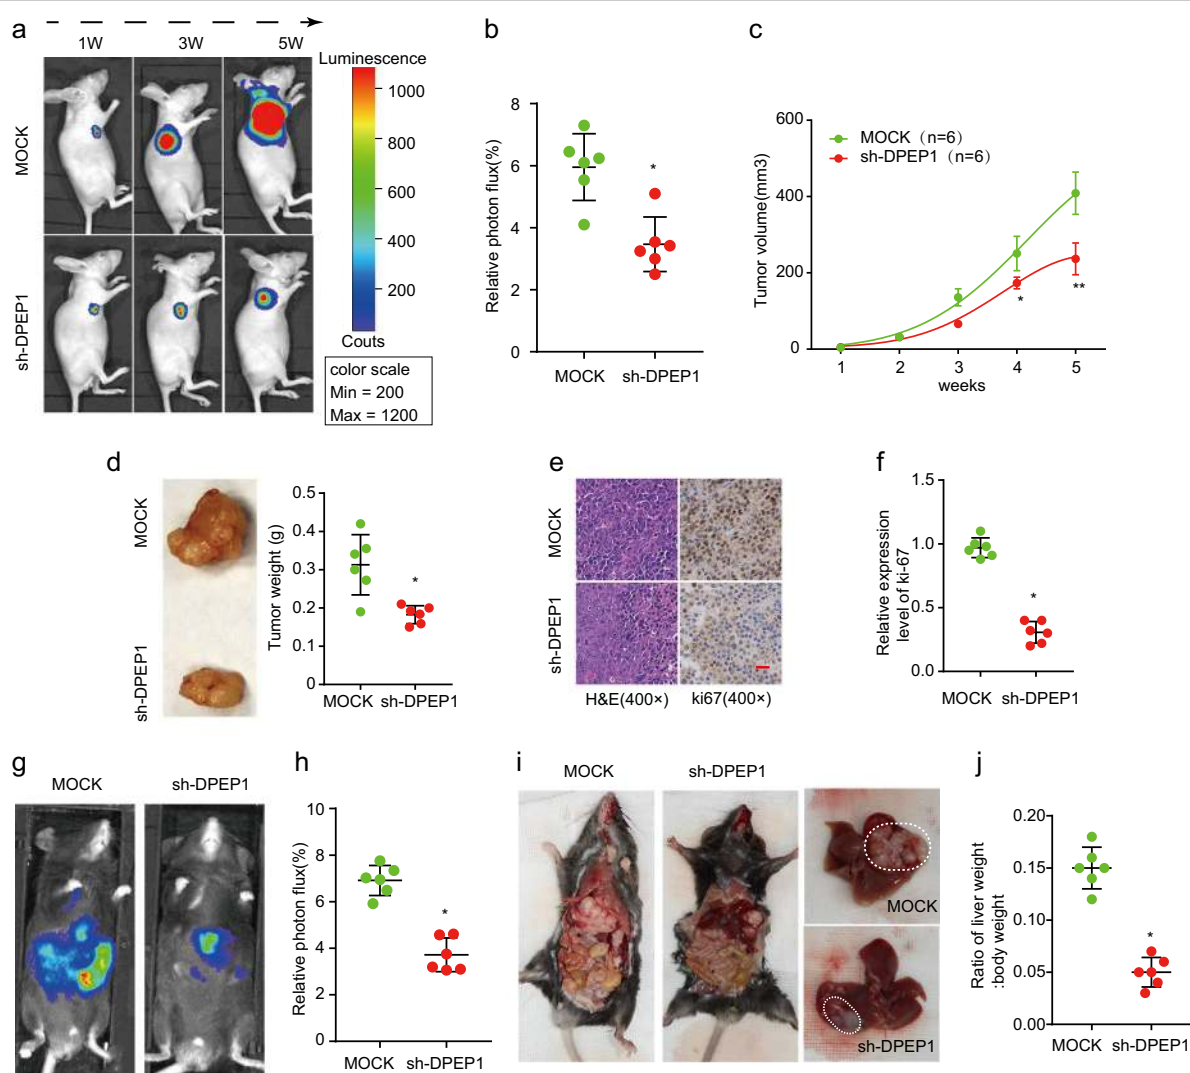 a
1W
3W
5W
MOCK
sh-DPEP1
Luminescence
1000
800
600
400
200
Couts
color scale
Min = 200
Max = 1200
b
Relative photon flux(%)
8
6
4
2
0
*
MOCK
sh-DPEP1
c
Tumor volume(mm3)
600
400
200
0
MOCK（n=6)
sh-DPEP1（n=6)
*
**
1
2
3
4
5
weeks
d
MOCK
sh-DPEP1
Tumor weight (g)
0.5
0.4
0.3
0.2
0.1
0
*
MOCK
sh-DPEP1
e
MOCK
sh-DPEP1
H&E(400×)
ki67(400×)
f
Relative expression
level of ki-67
1.5
1.0
0.5
0.0
*
MOCK
sh-DPEP1
g
MOCK
sh-DPEP1
h
Relative photon flux(%)
10
8
6
4
2
0
*
MOCK
sh-DPEP1
i
MOCK
sh-DPEP1
MOCK
sh-DPEP1
j
Ratio of liver weight
:body weight
0.20
0.15
0.10
0.05
0.00
*
MOCK
sh-DPEP1